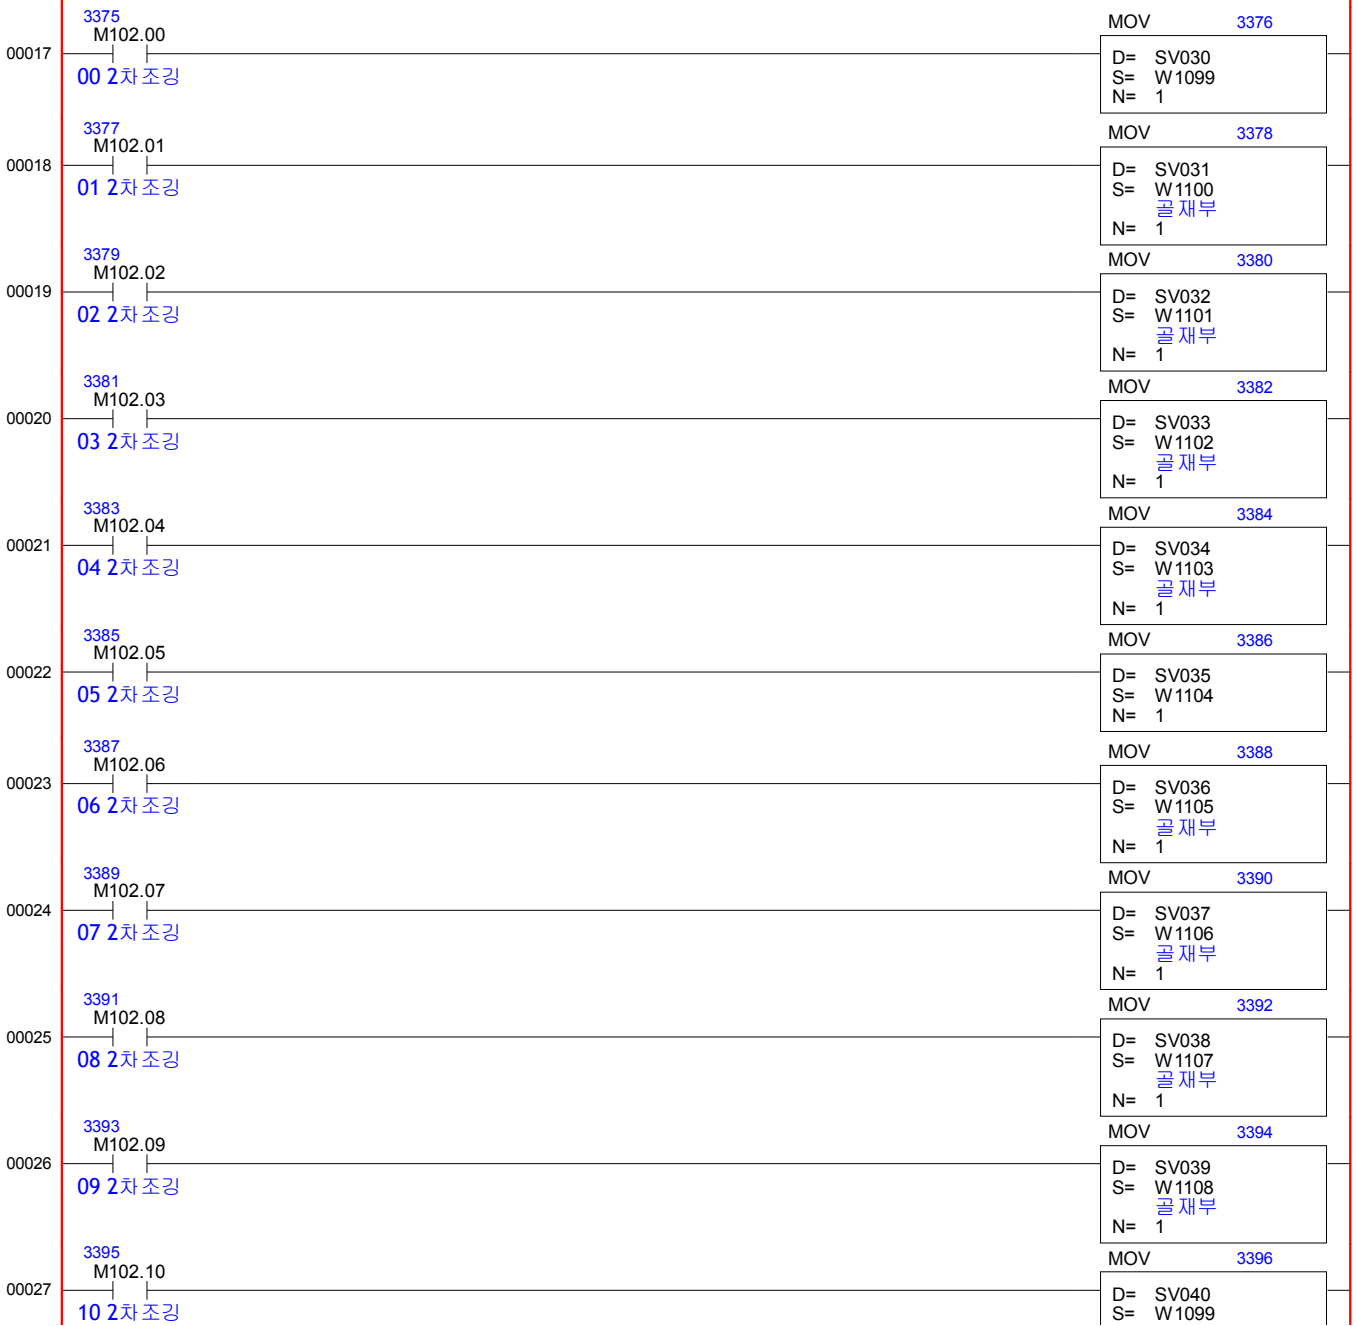 3375
M102.00
MOV 3376
00017
D= SV030
00 2차조깅
S= W1099
N= 1
3377
M102.01
MOV 3378
00018
D= SV031
01 2차조깅
S= W1100
골재부
N= 1
3379
M102.02
MOV 3380
00019
D= SV032
02 2차조깅
S= W1101
골재부
N= 1
3381
M102.03
MOV 3382
00020
D= SV033
03 2차조깅
S= W1102
골재부
N= 1
3383
M102.04
MOV 3384
00021
D= SV034
04 2차조깅
S= W1103
골재부
N= 1
3385
M102.05
MOV 3386
00022
D= SV035
05 2차조깅
S= W1104
N= 1
3387
M102.06
MOV 3388
00023
D= SV036
06 2차조깅
S= W1105
골재부
N= 1
3389
M102.07
MOV 3390
00024
D= SV037
07 2차조깅
S= W1106
골재부
N= 1
3391
M102.08
MOV 3392
00025
D= SV038
08 2차조깅
S= W1107
골재부
N= 1
3393
M102.09
MOV 3394
00026
D= SV039
09 2차조깅
S= W1108
골재부
N= 1
3395
M102.10
MOV 3396
00027
D= SV040
10 2차조깅
S= W1099